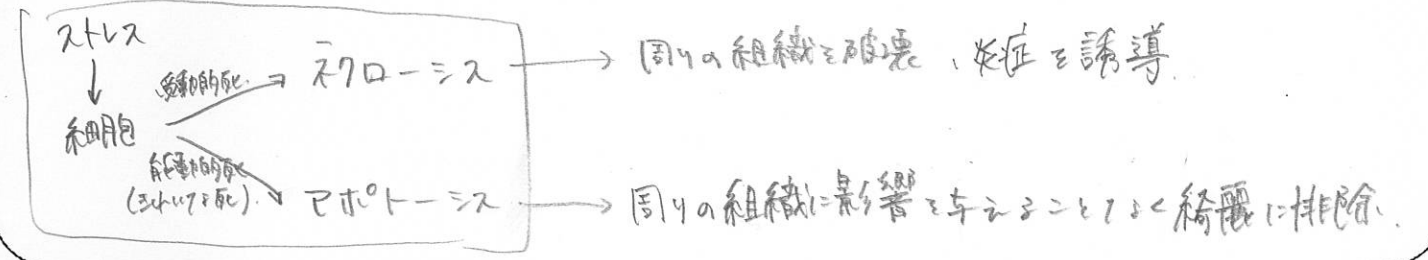 ストレス
↓
細胞
受動的死
→ ネクローシス → 周りの組織を破壊、炎症を誘導.
能動的死
(きれいな死).
アポトーシス → 周りの組織に影響を与えることなく綺麗に排除.